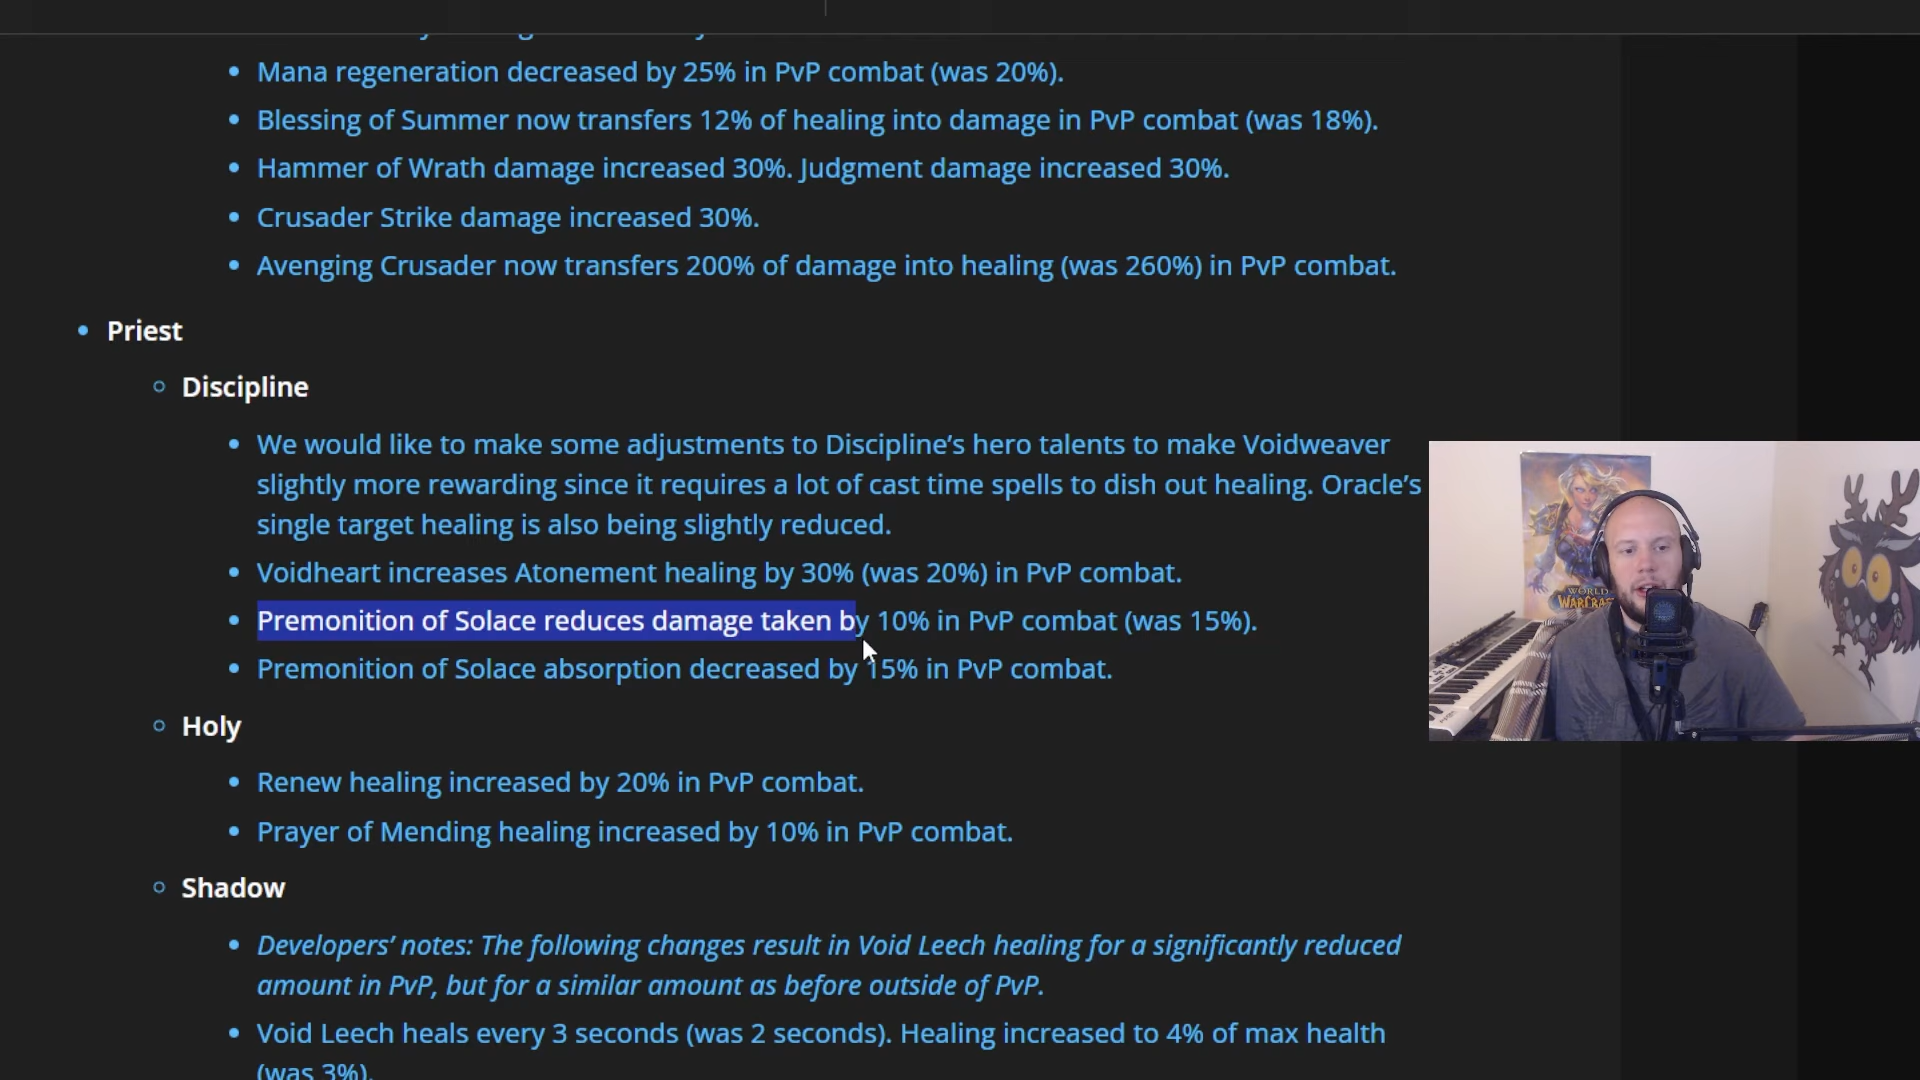 Mana regeneration decreased by 25% in PvP combat (was 20%).
Blessing of Summer now transfers 12% of healing into damage in PvP combat (was 18%).
Hammer of Wrath damage increased 30%. Judgment damage increased 30%.
Crusader Strike damage increased 30%.
Avenging Crusader now transfers 200% of damage into healing (was 260%) in PvP combat.
Priest
Discipline
We would like to make some adjustments to Discipline’s hero talents to make Voidweaver
slightly more rewarding since it requires a lot of cast time spells to dish out healing. Oracle’s
single target healing is also being slightly reduced.
Voidheart increases Atonement healing by 30% (was 20%) in PvP combat.
Premonition of Solace reduces damage taken by 10% in PvP combat (was 15%).
Premonition of Solace absorption decreased by 15% in PvP combat.
Holy
Renew healing increased by 20% in PvP combat.
Prayer of Mending healing increased by 10% in PvP combat.
Shadow
Developers’ notes: The following changes result in Void Leech healing for a significantly reduced
amount in PvP, but for a similar amount as before outside of PvP.
Void Leech heals every 3 seconds (was 2 seconds). Healing increased to 4% of max health
(was 3%).
WORLD
WARCRAF